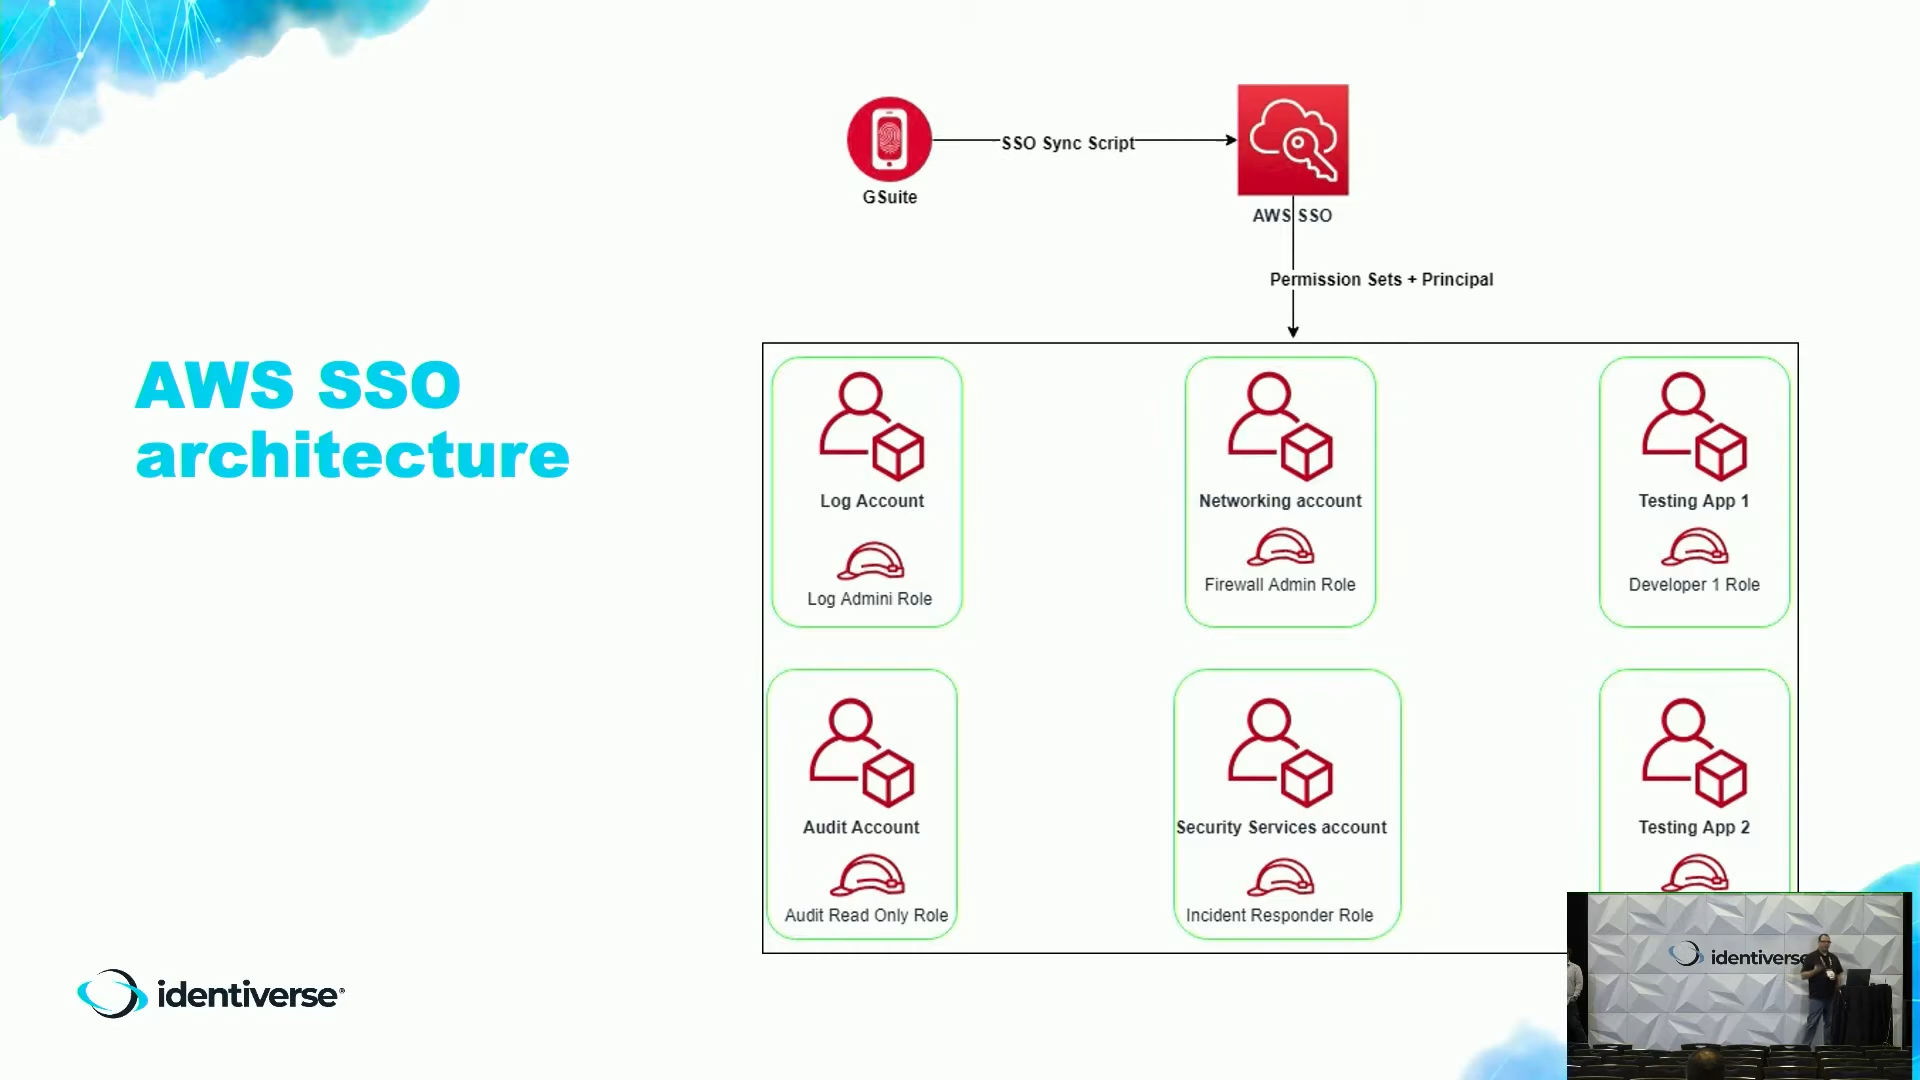 SSO Sync Script
GSuite
AWS SSO
Permission Sets + Principal
AWS SSO
architecture
Log Account
Log Admini Role
Networking account
Firewall Admin Role
Testing App 1
Developer 1 Role
Audit Account
Audit Read Only Role
Security Services account
Incident Responder Role
Testing App 2
identiverse®
identiverse